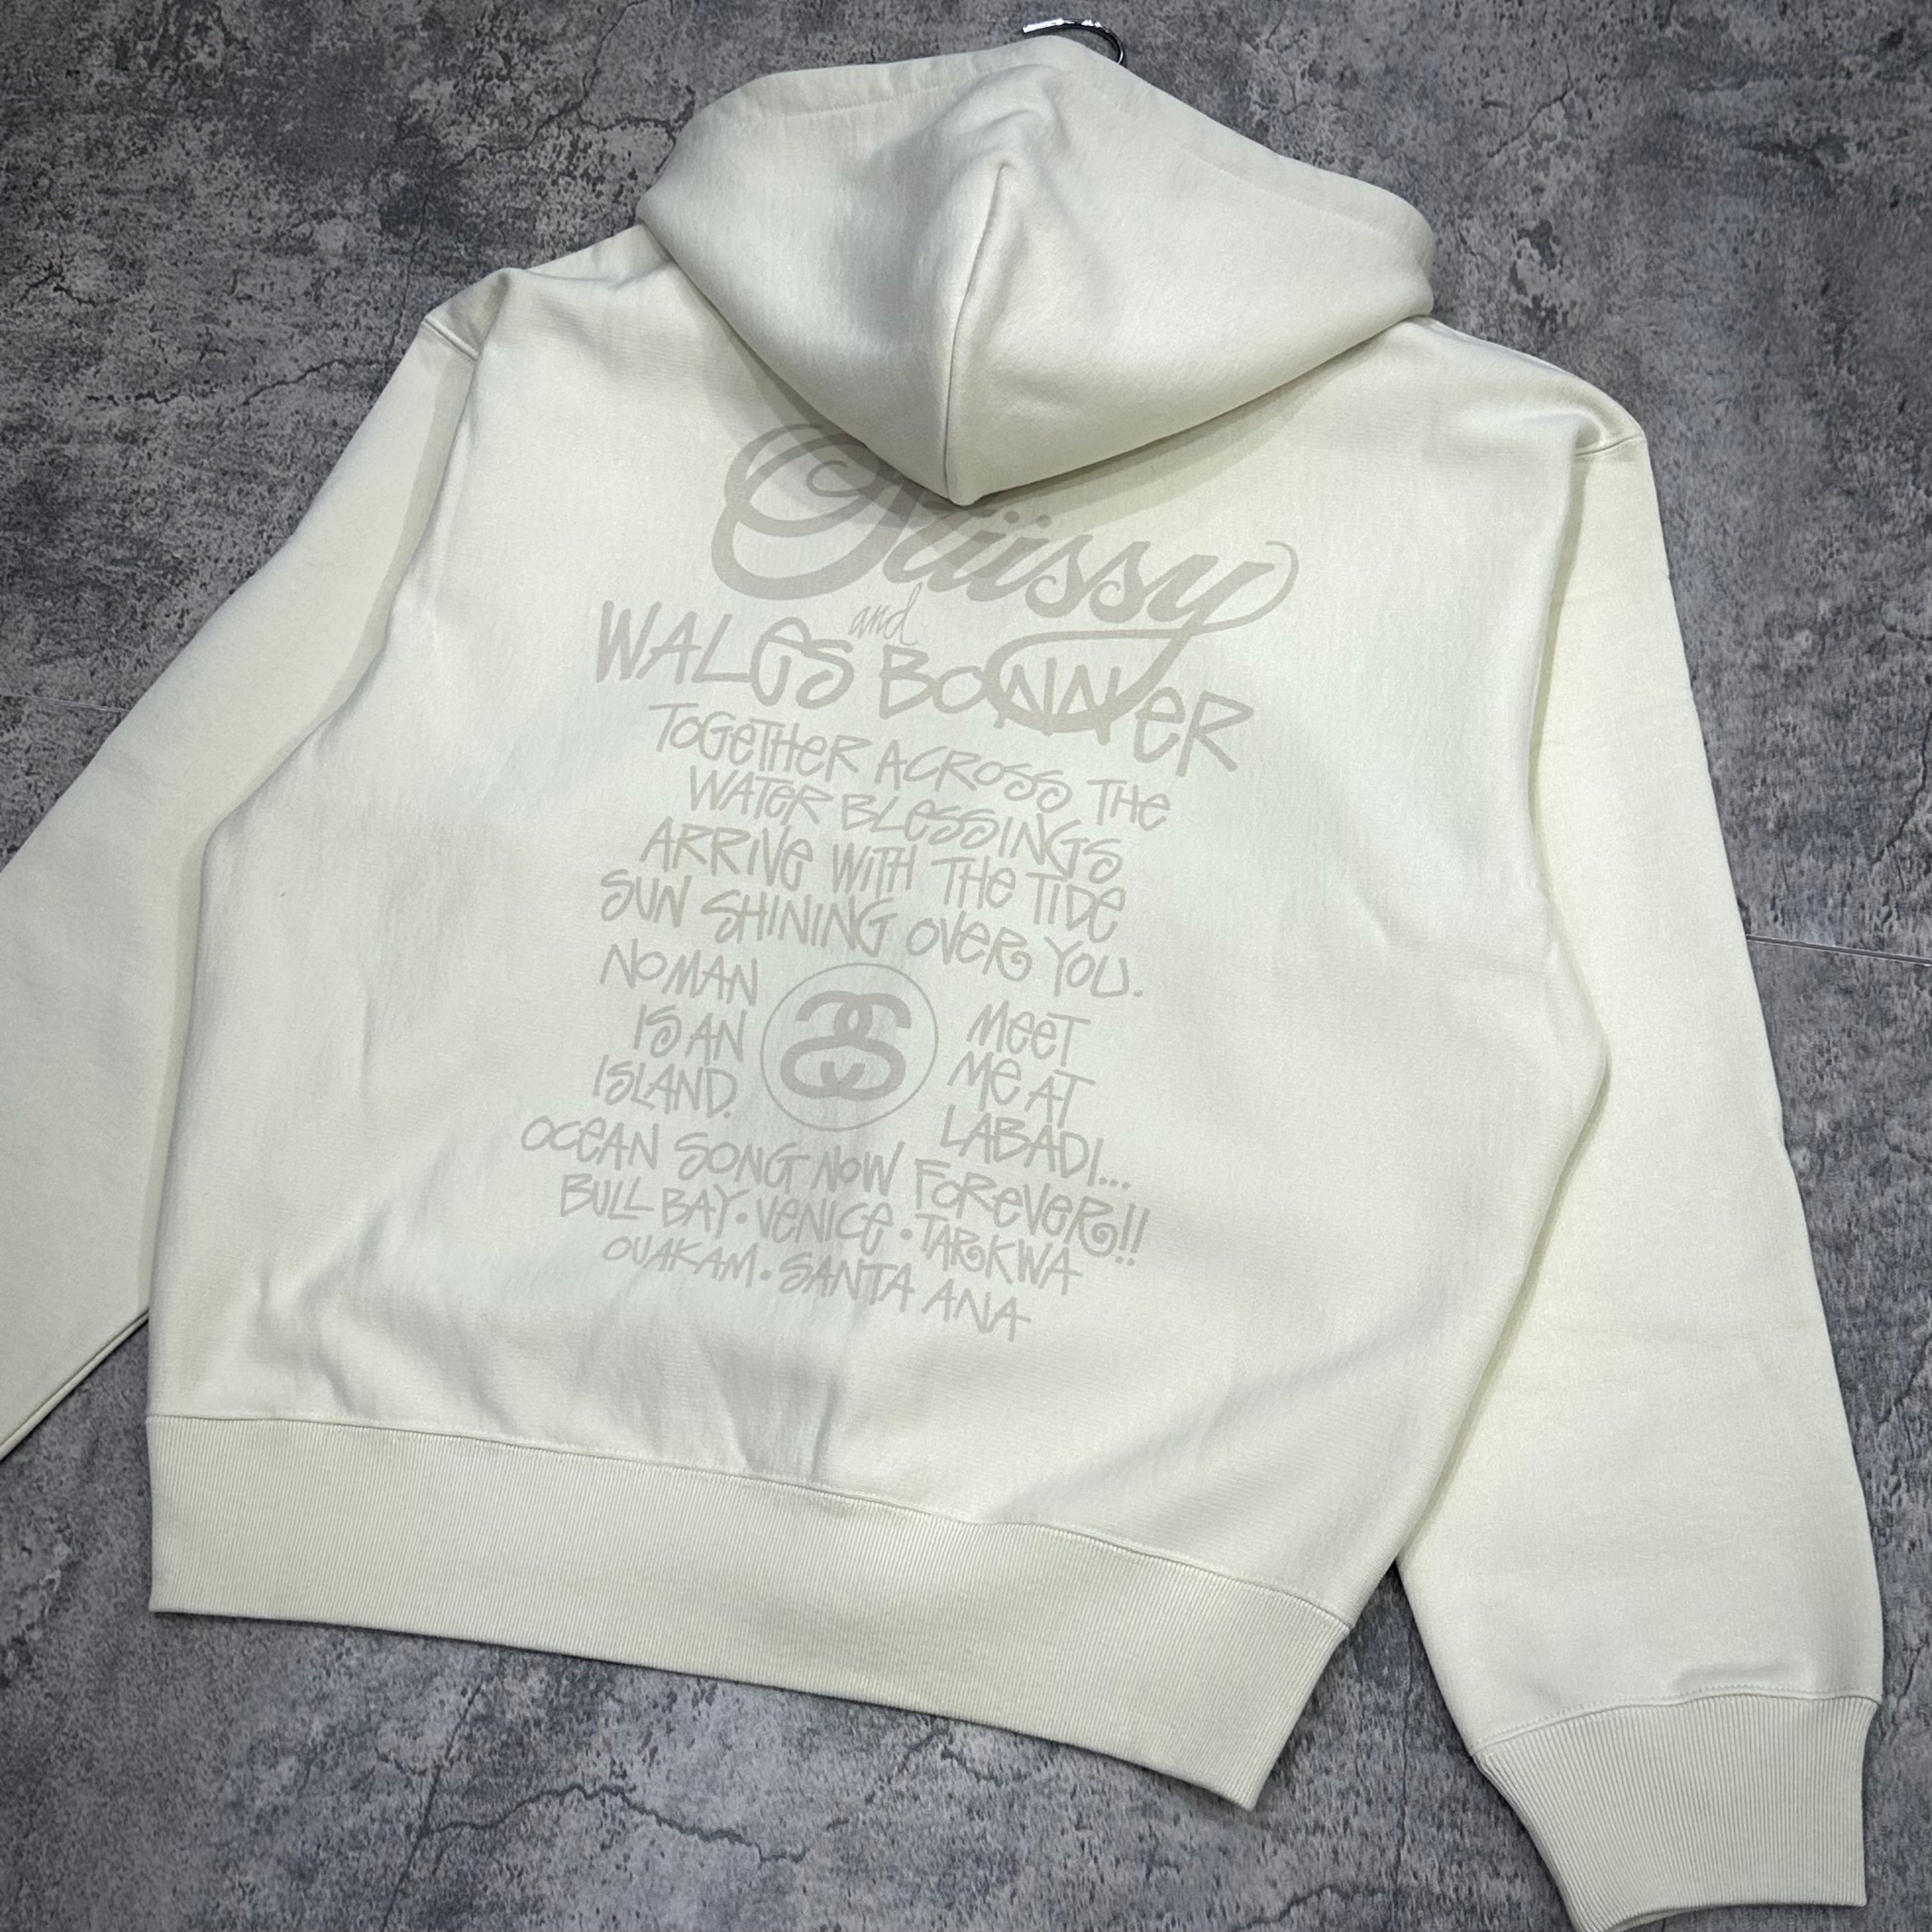 Stüssy
and
WALES BONNER
TOGETHER ACROSS THE
WATER BLESSINGS
ARRIVE WITH THE TIDE
SUN SHINING OVER YOU.
NO MAN
IS AN
ISLAND.
MEET
ME AT
LABADI...
OCEAN SONG NOW FOREVER!!
BULL BAY • VENICE • TARKWA
OUAKAM • SANTA ANA